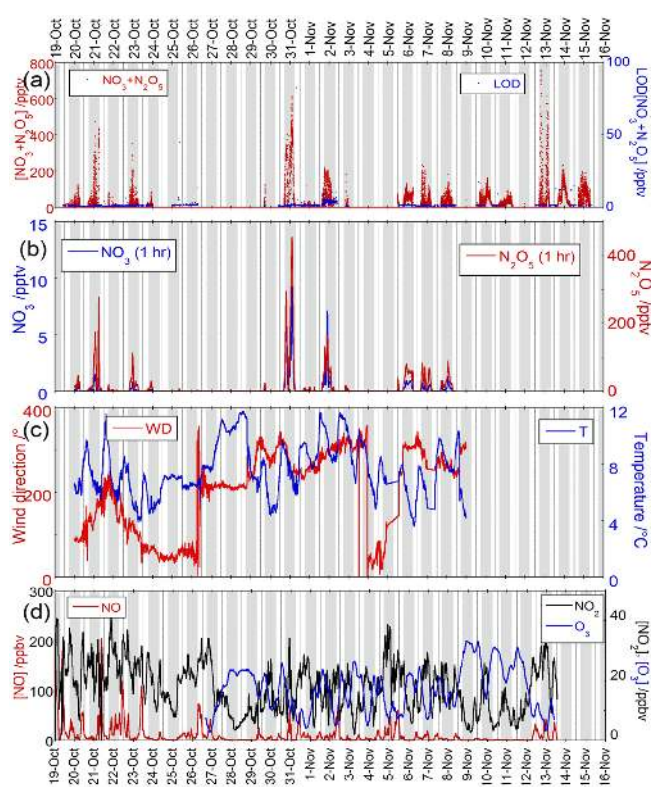 19-Oct 20-Oct 21-Oct 22-Oct 23-Oct 24-Oct 25-Oct 26-Oct 27-Oct 28-Oct 29-Oct 30-Oct 31-Oct 1-Nov 2-Nov 3-Nov 4-Nov 5-Nov 6-Nov 7-Nov 8-Nov 9-Nov 10-Nov 11-Nov 12-Nov 13-Nov 14-Nov 15-Nov 16-Nov
(a)
[NO₃+N₂O₅] /pptv
800
600
400
200
0
NO₃+N₂O₅
LOD
100
50
0
LOD[NO₃+N₂O₅] /pptv
(b)
NO₃ /pptv
15
10
5
0
NO₃ (1 hr)
N₂O₅ (1 hr)
400
200
0
N₂O₅ /pptv
(c)
Wind direction /°
400
200
0
WD
T
12
8
4
0
Temperature /°C
(d)
[NO] /ppbv
300
200
100
0
NO
NO₂
O₃
40
20
0
[NO₂], [O₃] /ppbv
19-Oct 20-Oct 21-Oct 22-Oct 23-Oct 24-Oct 25-Oct 26-Oct 27-Oct 28-Oct 29-Oct 30-Oct 31-Oct 1-Nov 2-Nov 3-Nov 4-Nov 5-Nov 6-Nov 7-Nov 8-Nov 9-Nov 10-Nov 11-Nov 12-Nov 13-Nov 14-Nov 15-Nov 16-Nov